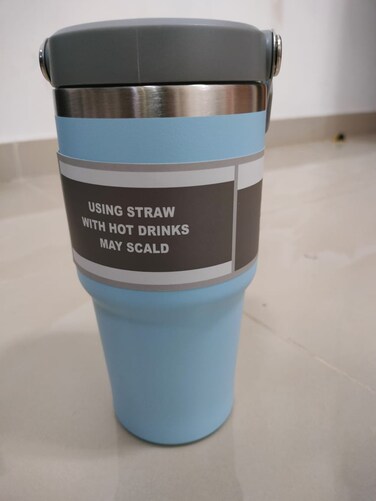 USING STRAW
WITH HOT DRINKS
MAY SCALD